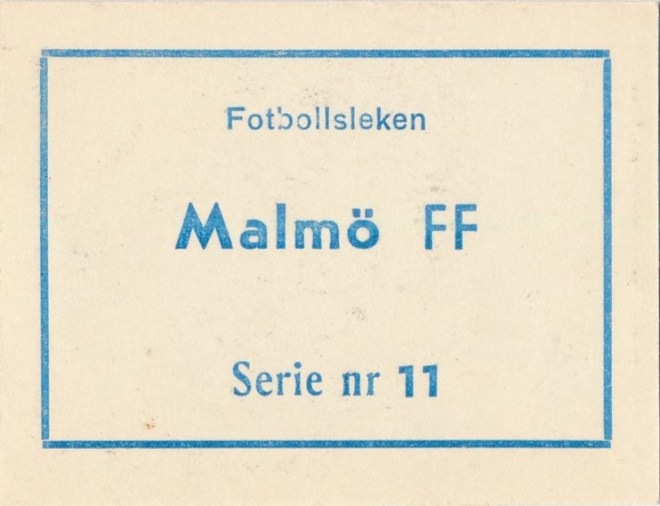 Fotbollsleken
Malmö FF
Serie nr 11